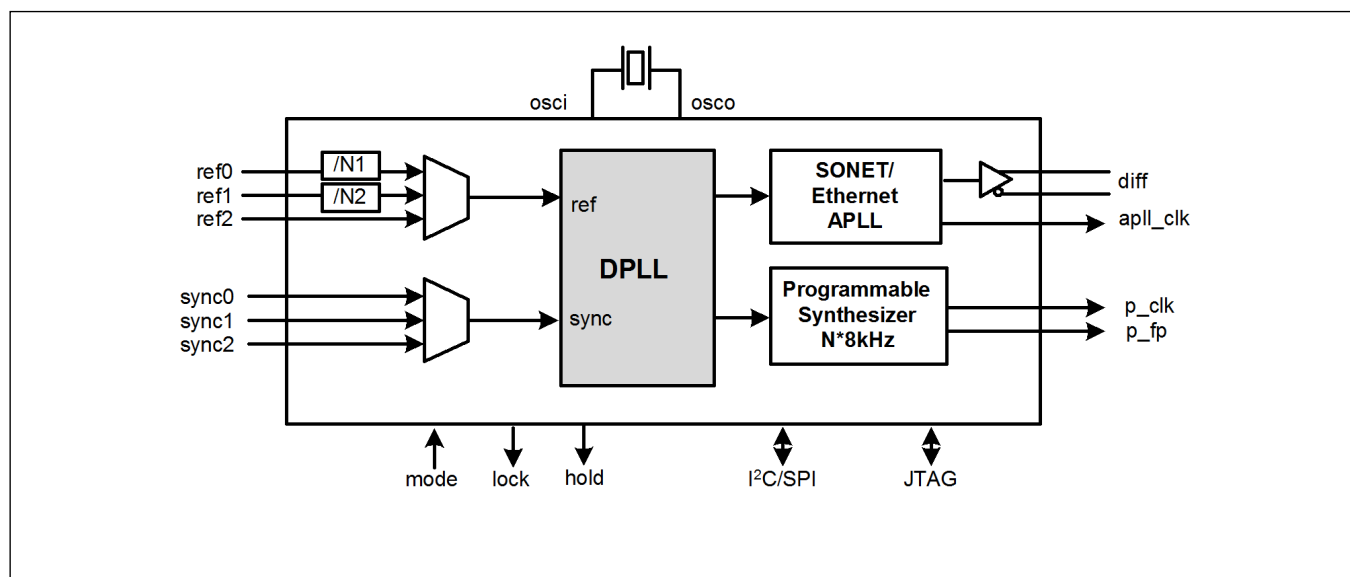 osci
osco
ref0
/N1
ref1
/N2
ref2
ref
DPLL
sync0
sync1
sync2
sync
SONET/
Ethernet
APLL
diff
apll_clk
Programmable
Synthesizer
N*8kHz
p_clk
p_fp
mode
lock
hold
I²C/SPI
JTAG